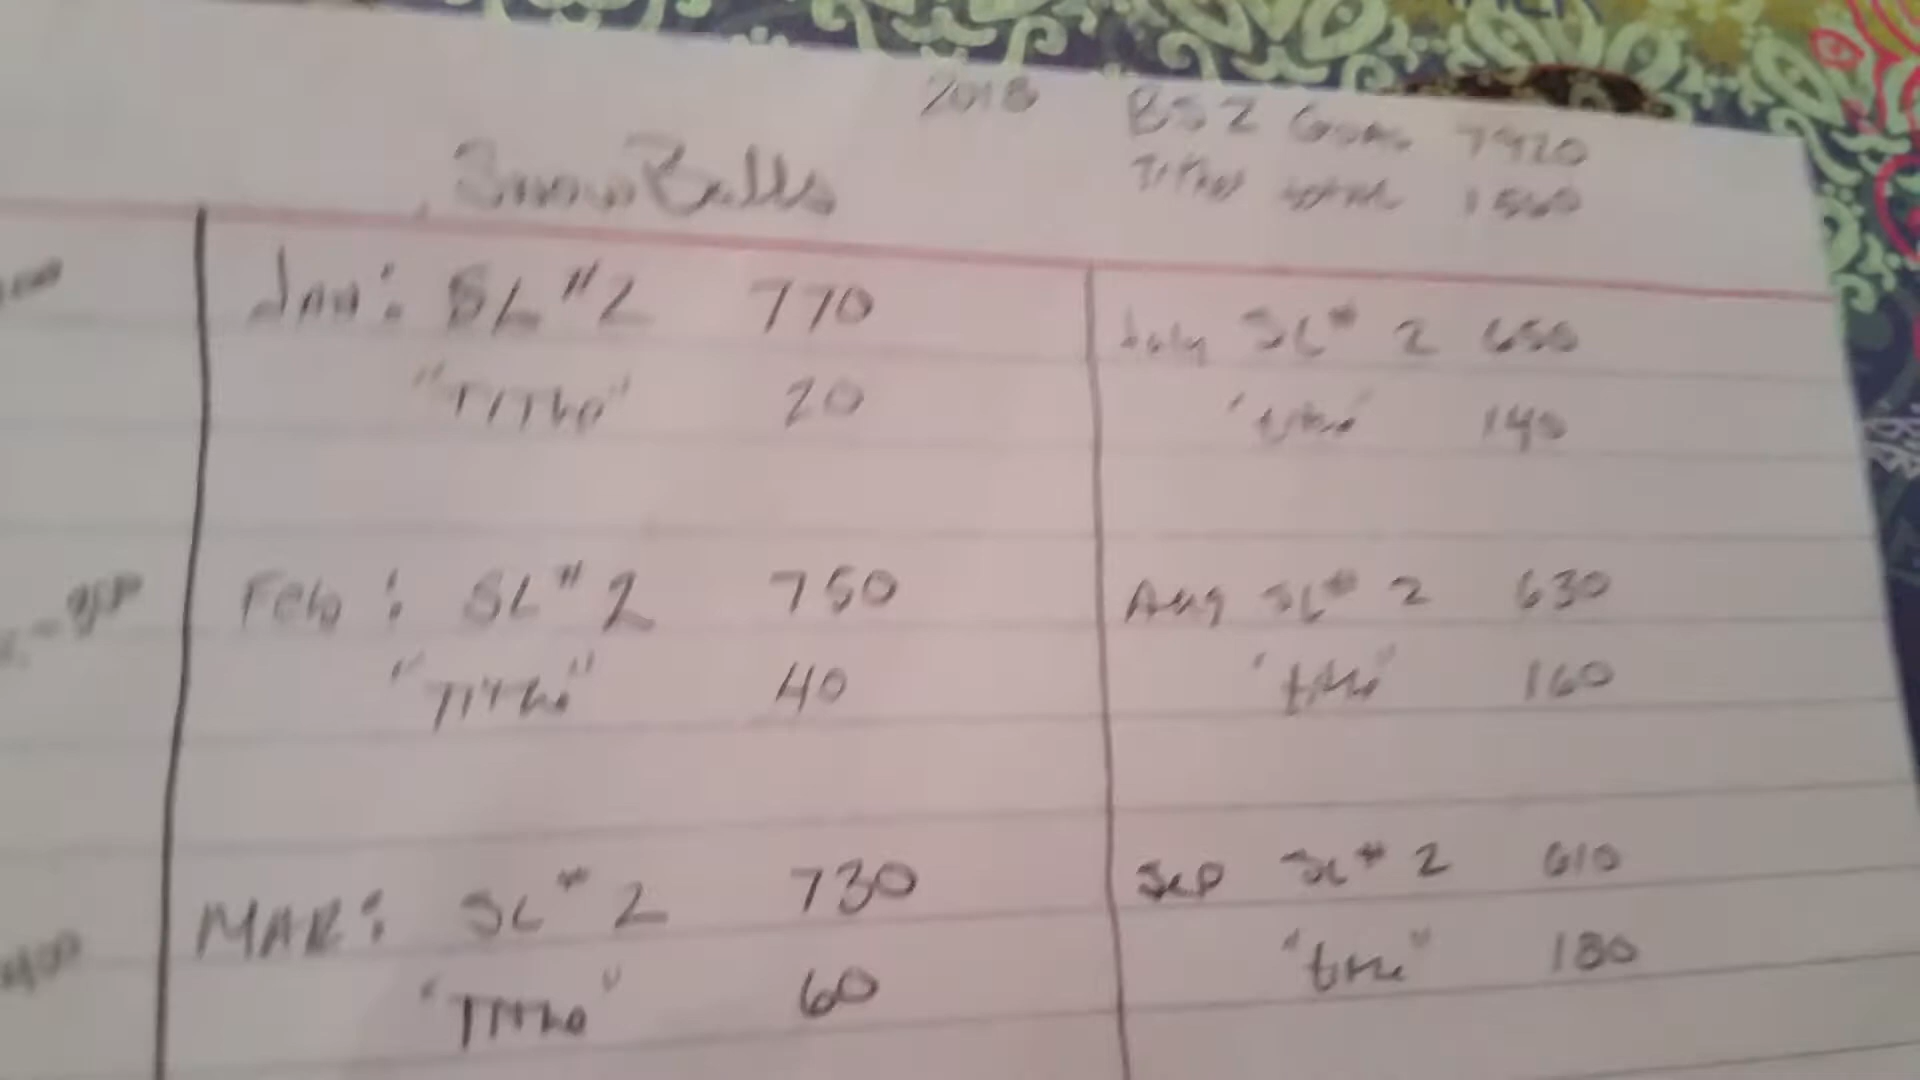 2018
BS 2 Goal 7920
Tithe total 1560
SnowBalls
Jan: SL #2 770
"Tithe" 20
Feb: SL #2 750
"Tithe" 40
MAR: SL #2 730
"Tithe" 60
July SL# 2 650
"tithe" 140
Aug SL# 2 630
"tithe" 160
Sep SL# 2 610
"tithe" 180